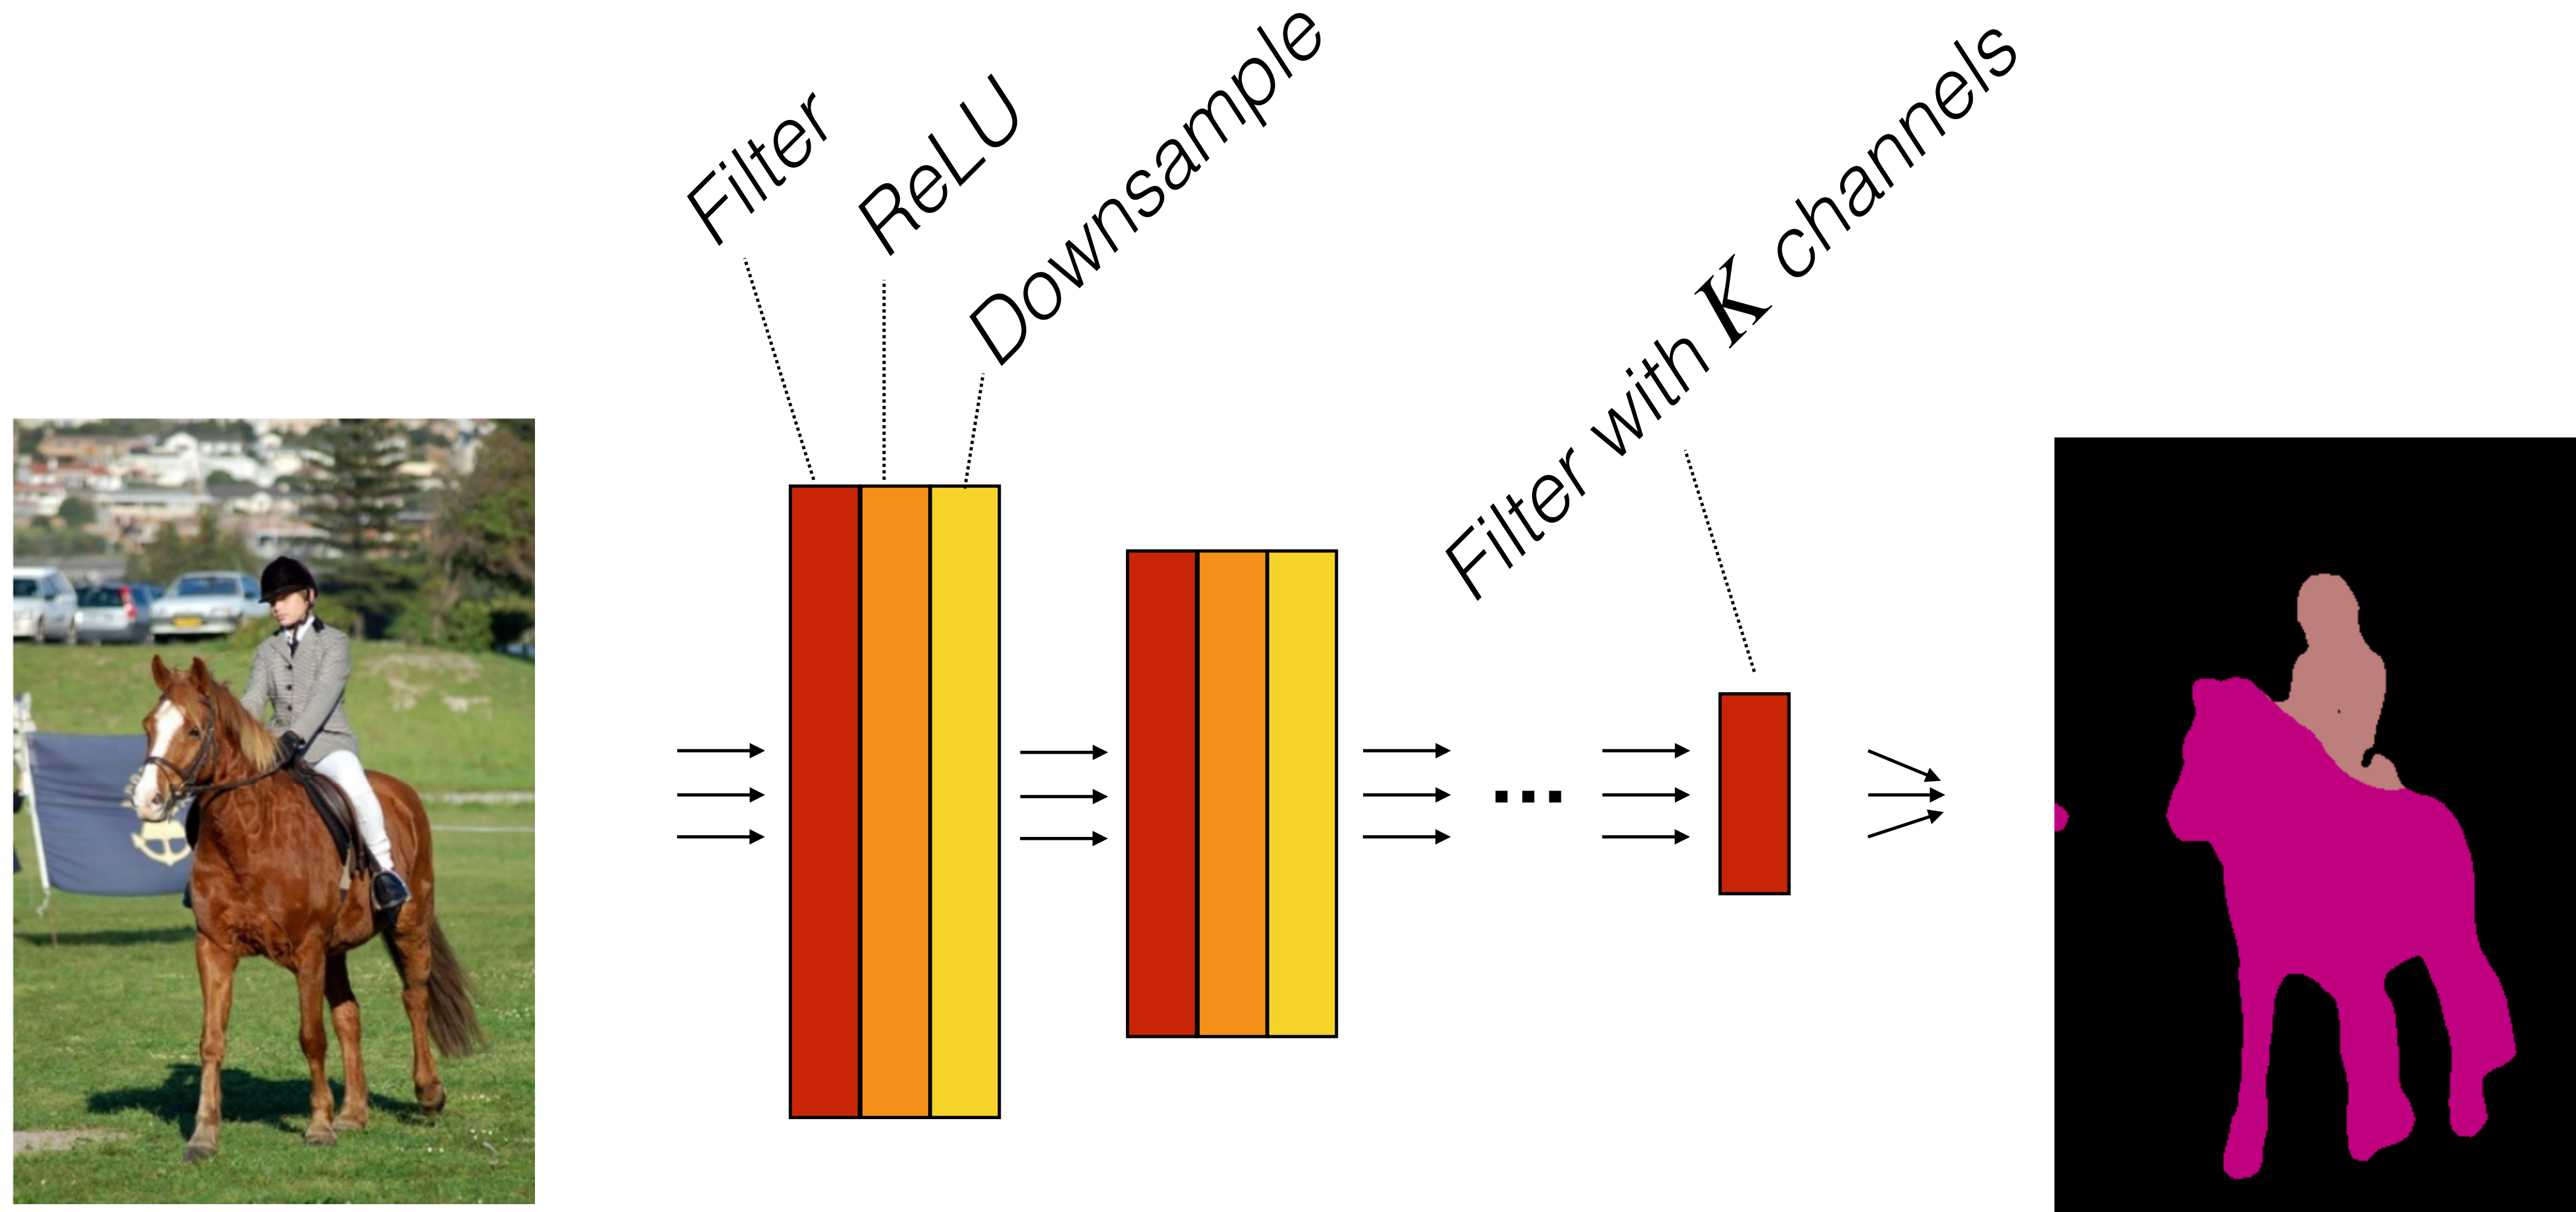 Filter
ReLU
Downsample
Filter with K channels
...